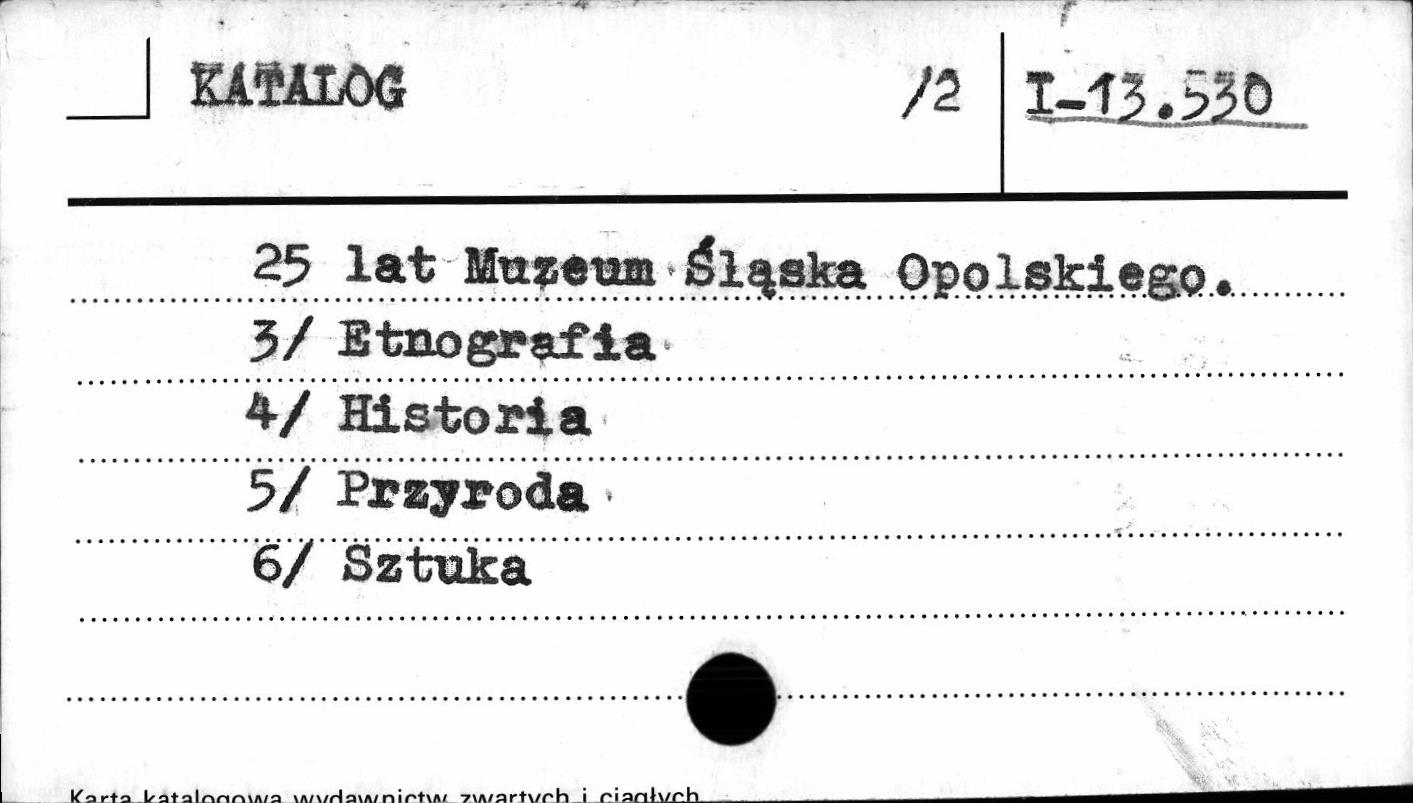 KATALOG /2 I-13.530
25 lat Muzeum Śląska Opolskiego.
3/ Etnografia
4/ Historia
5/ Przyroda
6/ Sztuka
Karta katalogowa wydawnictw zwartych i ciągłych